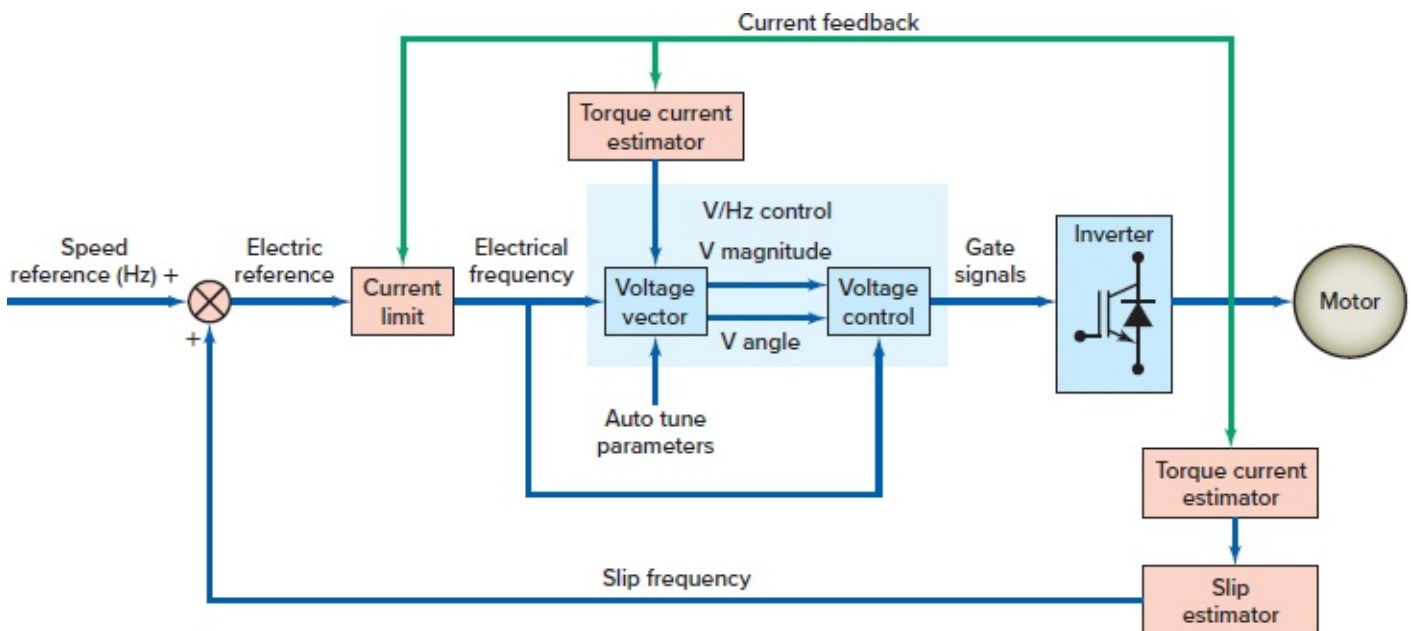 Current feedback
Torque current
estimator
V/Hz control
Speed
reference (Hz) +
Electric
reference
Electrical
frequency
V magnitude
Gate
signals
Inverter
Current
limit
Voltage
vector
Voltage
control
Motor
+
V angle
Auto tune
parameters
Torque current
estimator
Slip frequency
Slip
estimator